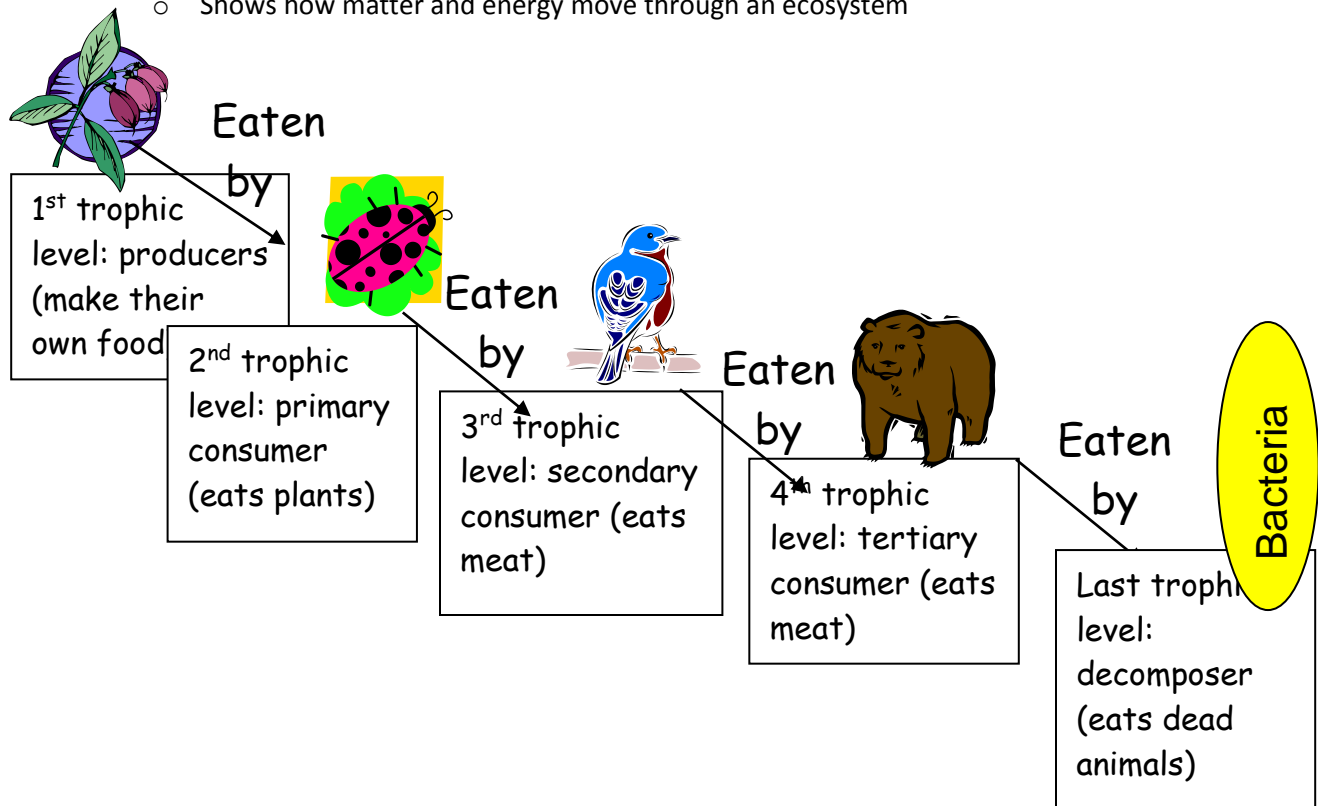 o Shows how matter and energy move through an ecosystem
Eaten
by
1st trophic
level: producers
(make their
own food
Eaten
by
2nd trophic
level: primary
consumer
(eats plants)
Eaten
by
3rd trophic
level: secondary
consumer (eats
meat)
Eaten
by
4th trophic
level: tertiary
consumer (eats
meat)
Bacteria
Last trophi
level:
decomposer
(eats dead
animals)